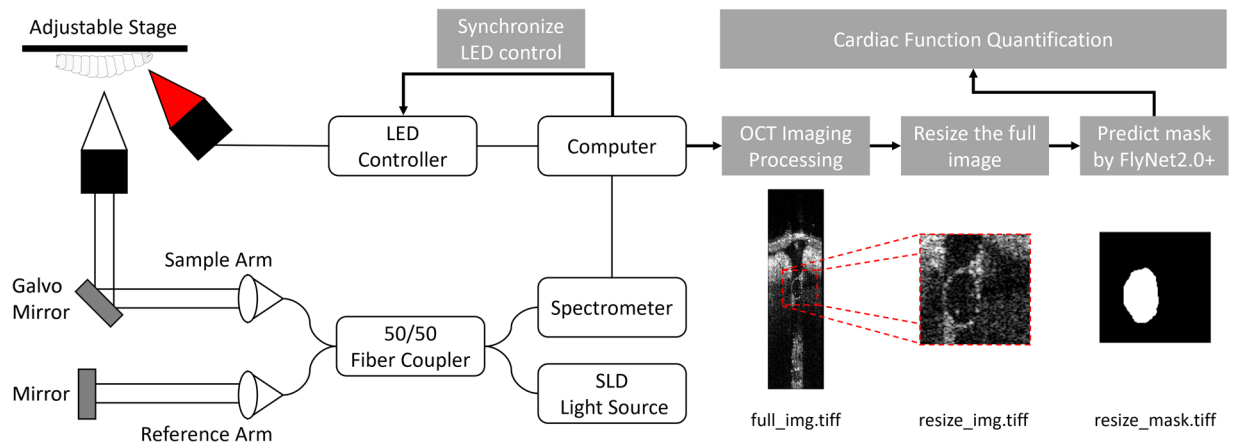 Adjustable Stage
Synchronize
LED control
Cardiac Function Quantification
LED
Controller
Computer
OCT Imaging
Processing
Resize the full
image
Predict mask
by FlyNet2.0+
Sample Arm
Galvo
Mirror
Spectrometer
50/50
Fiber Coupler
Mirror
SLD
Light Source
Reference Arm
full_img.tiff
resize_img.tiff
resize_mask.tiff